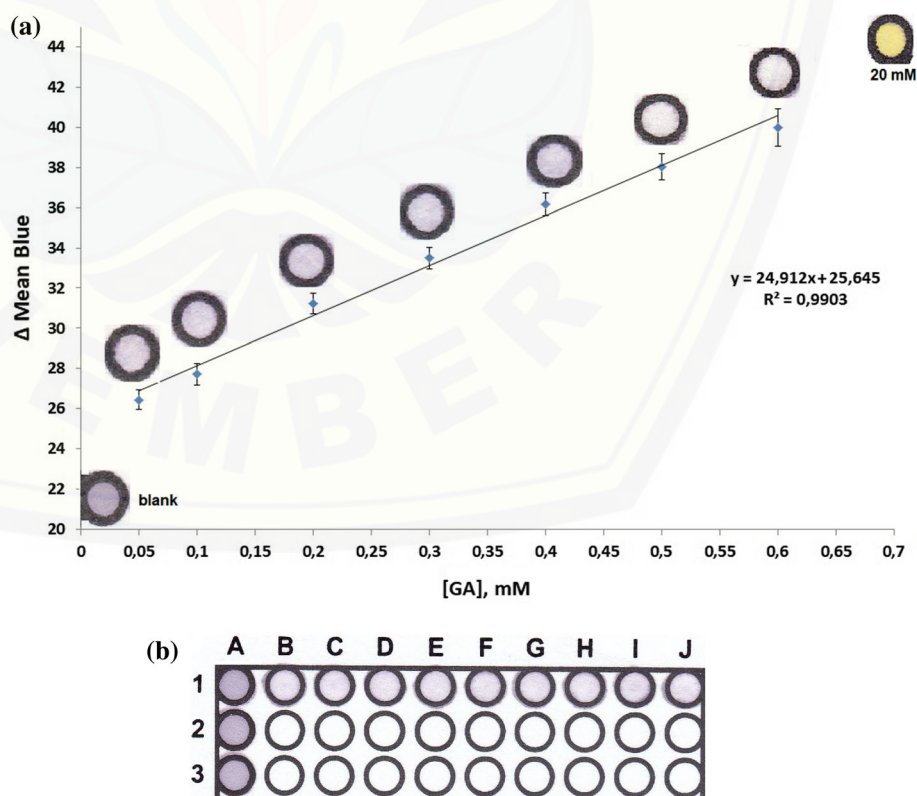 (a)
44
42
40
38
36
34
32
30
28
26
24
22
20
Δ Mean Blue
20 mM
y = 24,912x+25,645
R² = 0,9903
blank
EMBER
0 0,05 0,1 0,15 0,2 0,25 0,3 0,35 0,4 0,45 0,5 0,55 0,6 0,65 0,7
[GA], mM
(b)
A B C D E F G H I J
1
2
3